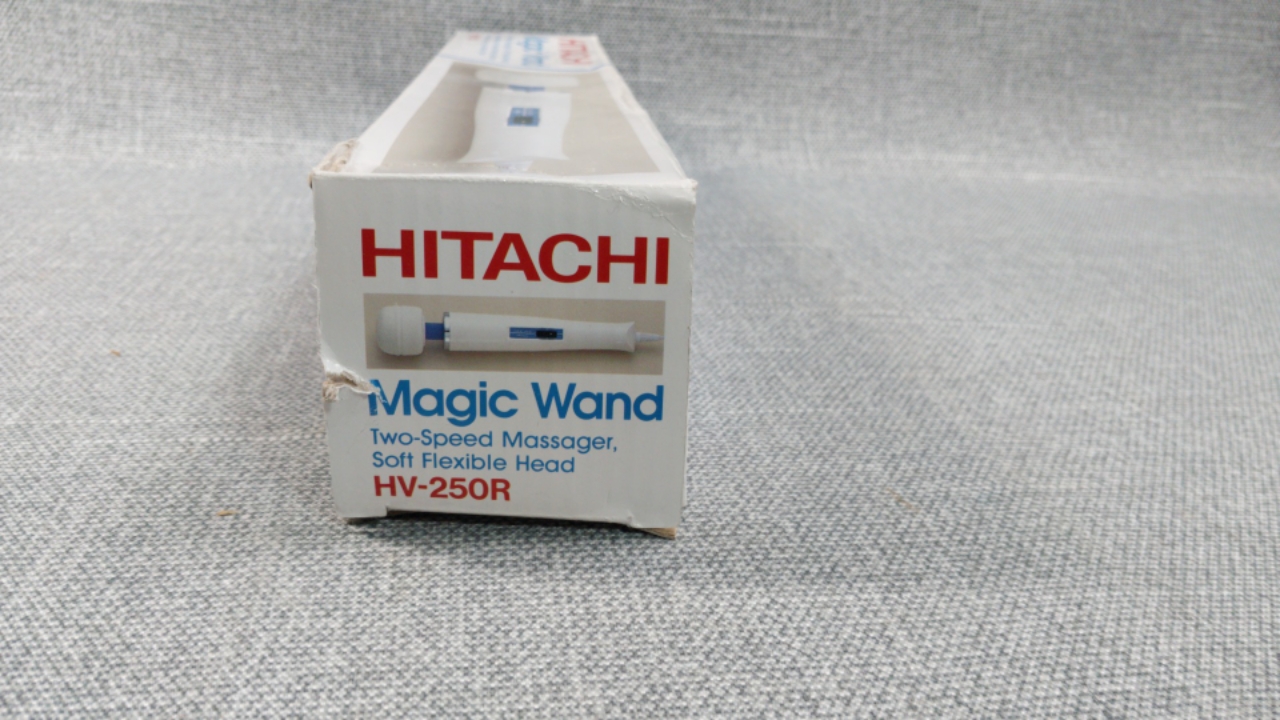 HITACHI
Magic Wand
Two-Speed Massager,
Soft Flexible Head
HV-250R